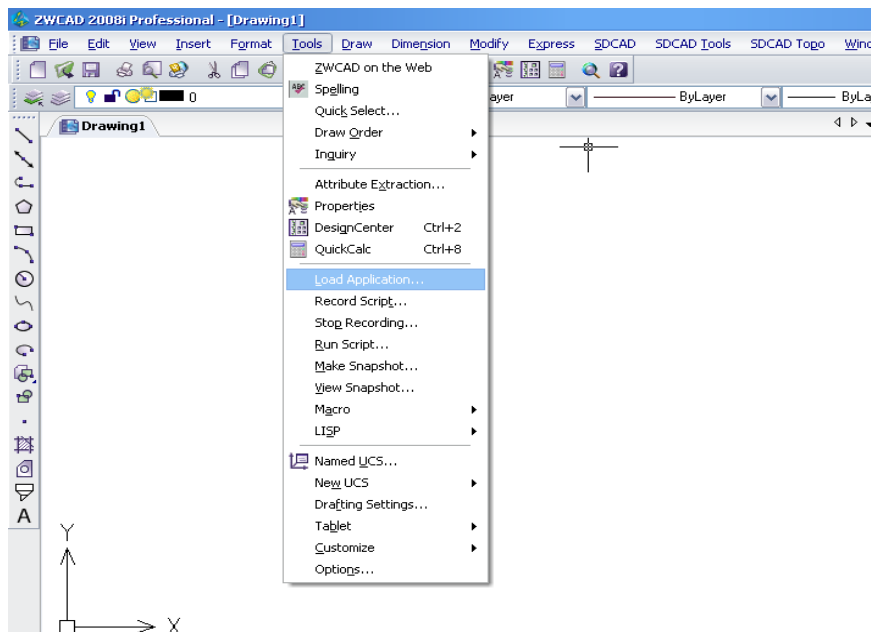 ZWCAD 2008i Professional - [Drawing1]
File Edit View Insert Format Tools Draw Dimension Modify Express SDCAD SDCAD Tools SDCAD Topo
0 ayer ByLayer
Drawing1
ZWCAD on the Web
ABC Spelling
Quick Select...
Draw Order
Inquiry
Attribute Extraction...
Properties
DesignCenter Ctrl+2
QuickCalc Ctrl+8
Load Application...
Record Script...
Stop Recording...
Run Script...
Make Snapshot...
View Snapshot...
Macro
LISP
Named UCS...
New UCS
Drafting Settings...
Tablet
Customize
Options...
A
Y
X